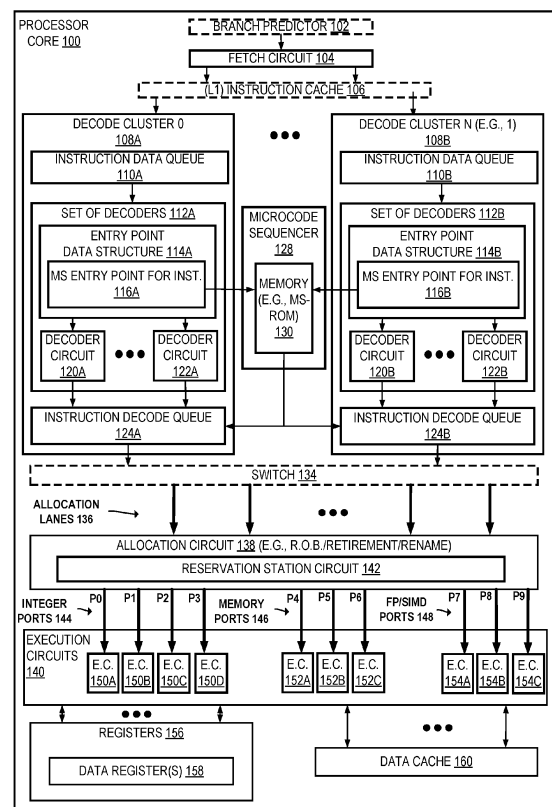 PROCESSOR
CORE 100
BRANCH PREDICTOR 102
FETCH CIRCUIT 104
(L1) INSTRUCTION CACHE 106
DECODE CLUSTER 0
108A
INSTRUCTION DATA QUEUE
110A
SET OF DECODERS 112A
ENTRY POINT
DATA STRUCTURE 114A
MS ENTRY POINT FOR INST.
116A
DECODER
CIRCUIT
120A
DECODER
CIRCUIT
122A
INSTRUCTION DECODE QUEUE
124A
MICROCODE
SEQUENCER
128
MEMORY
(E.G., MS-
ROM)
130
DECODE CLUSTER N (E.G., 1)
108B
INSTRUCTION DATA QUEUE
110B
SET OF DECODERS 112B
ENTRY POINT
DATA STRUCTURE 114B
MS ENTRY POINT FOR INST.
116B
DECODER
CIRCUIT
120B
DECODER
CIRCUIT
122B
INSTRUCTION DECODE QUEUE
124B
SWITCH 134
ALLOCATION
LANES 136
ALLOCATION CIRCUIT 138 (E.G., R.O.B./RETIREMENT/RENAME)
RESERVATION STATION CIRCUIT 142
INTEGER
PORTS 144
P0 P1 P2 P3
MEMORY
PORTS 146
P4 P5 P6
FP/SIMD
PORTS 148
P7 P8 P9
EXECUTION
CIRCUITS
140
E.C.
150A
E.C.
150B
E.C.
150C
E.C.
150D
E.C.
152A
E.C.
152B
E.C.
152C
E.C.
154A
E.C.
154B
E.C.
154C
REGISTERS 156
DATA REGISTER(S) 158
DATA CACHE 160